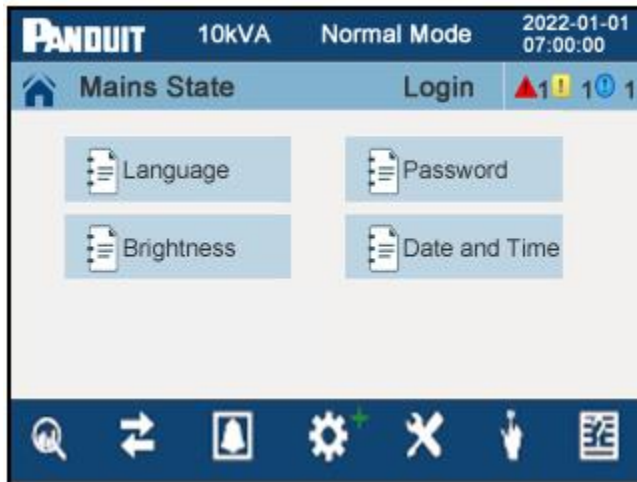 PANDUIT 10kVA Normal Mode 2022-01-01
07:00:00
Mains State Login 1 1 1
Language Password
Brightness Date and Time